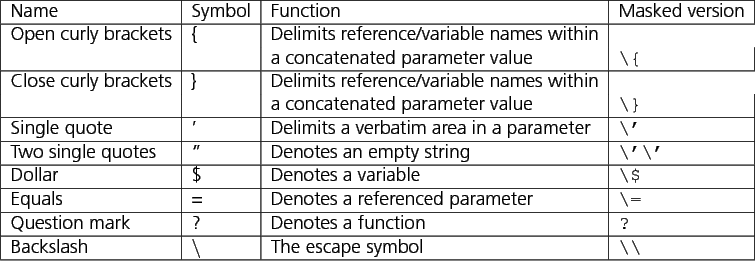 Name Symbol Function Masked version
Open curly brackets { Delimits reference/variable names within
a concatenated parameter value \{
Close curly brackets } Delimits reference/variable names within
a concatenated parameter value \}
Single quote ’ Delimits a verbatim area in a parameter \’
Two single quotes ” Denotes an empty string \’\’
Dollar $ Denotes a variable \$
Equals = Denotes a referenced parameter \=
Question mark ? Denotes a function ?
Backslash \ The escape symbol \\